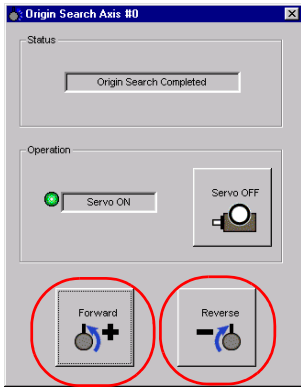 Origin Search Axis #0
Status
Origin Search Completed
Operation
Servo ON
Servo OFF
Forward
Reverse